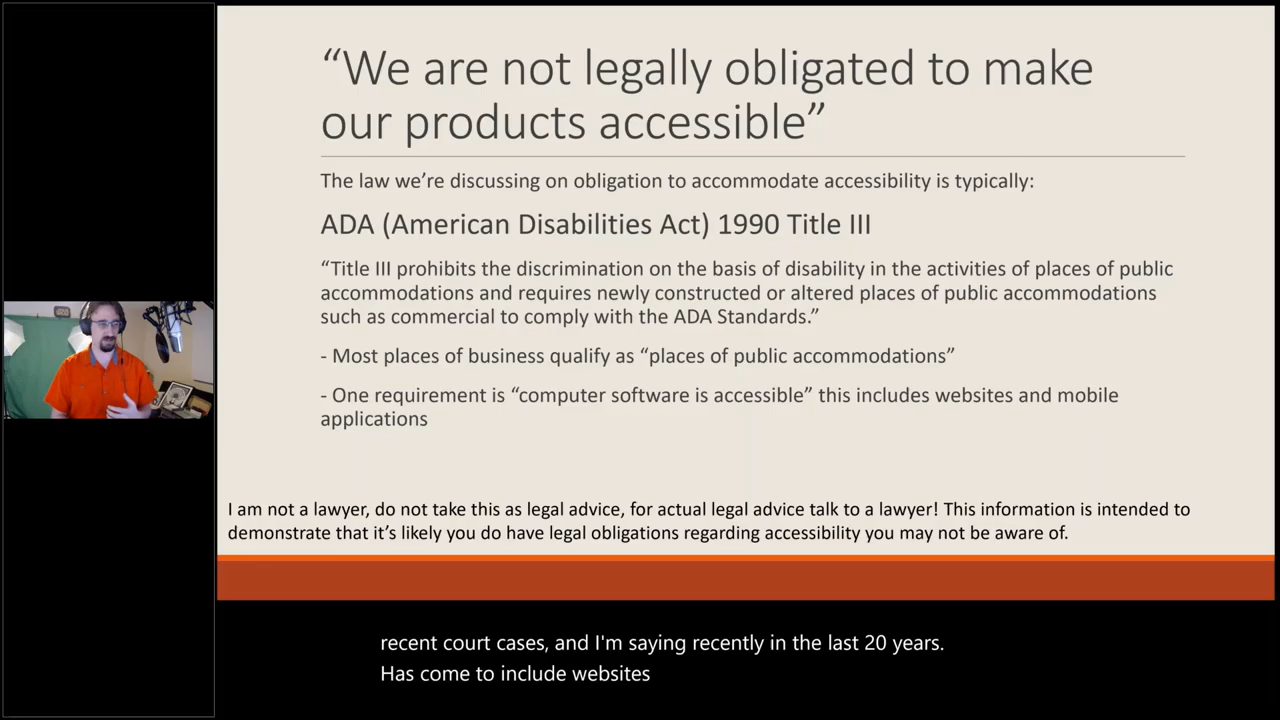 “We are not legally obligated to make
our products accessible”
The law we’re discussing on obligation to accommodate accessibility is typically:
ADA (American Disabilities Act) 1990 Title III
“Title III prohibits the discrimination on the basis of disability in the activities of places of public
accommodations and requires newly constructed or altered places of public accommodations
such as commercial to comply with the ADA Standards.”
- Most places of business qualify as “places of public accommodations”
- One requirement is “computer software is accessible” this includes websites and mobile
applications
I am not a lawyer, do not take this as legal advice, for actual legal advice talk to a lawyer! This information is intended to
demonstrate that it’s likely you do have legal obligations regarding accessibility you may not be aware of.
recent court cases, and I'm saying recently in the last 20 years.
Has come to include websites